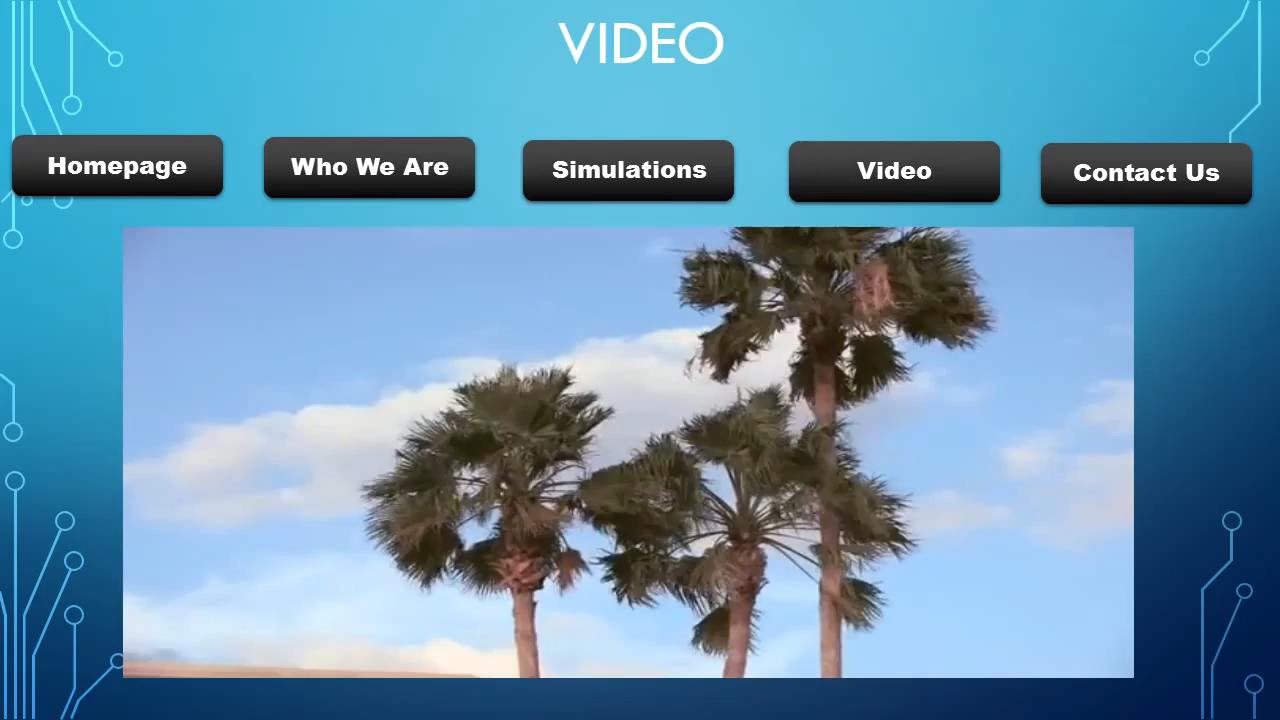 VIDEO
Homepage
Who We Are
Simulations
Video
Contact Us